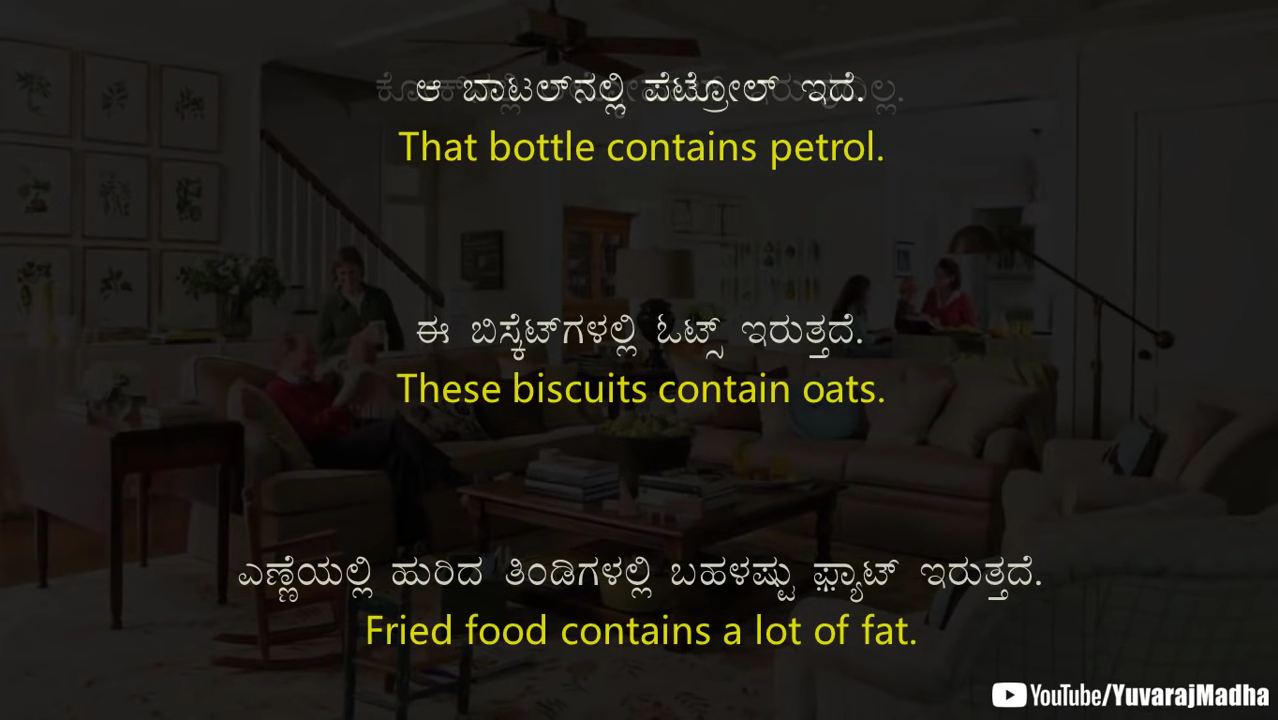 ಆ ಬಾಟ್ಲಲ್‌ನಲ್ಲಿ ಪೆಟ್ರೋಲ್ ಇದೆ.
That bottle contains petrol.
ಈ ಬಿಸ್ಕೆಟ್‌ಗಳಲ್ಲಿ ಓಟ್ಸ್ ಇರುತ್ತದೆ.
These biscuits contain oats.
ಎಣ್ಣೆಯಲ್ಲಿ ಹುರಿದ ತಿಂಡಿಗಳಲ್ಲಿ ಬಹಳಷ್ಟು ಫ಼್ಯಾಟ್ ಇರುತ್ತದೆ.
Fried food contains a lot of fat.
YouTube/YuvarajMadha